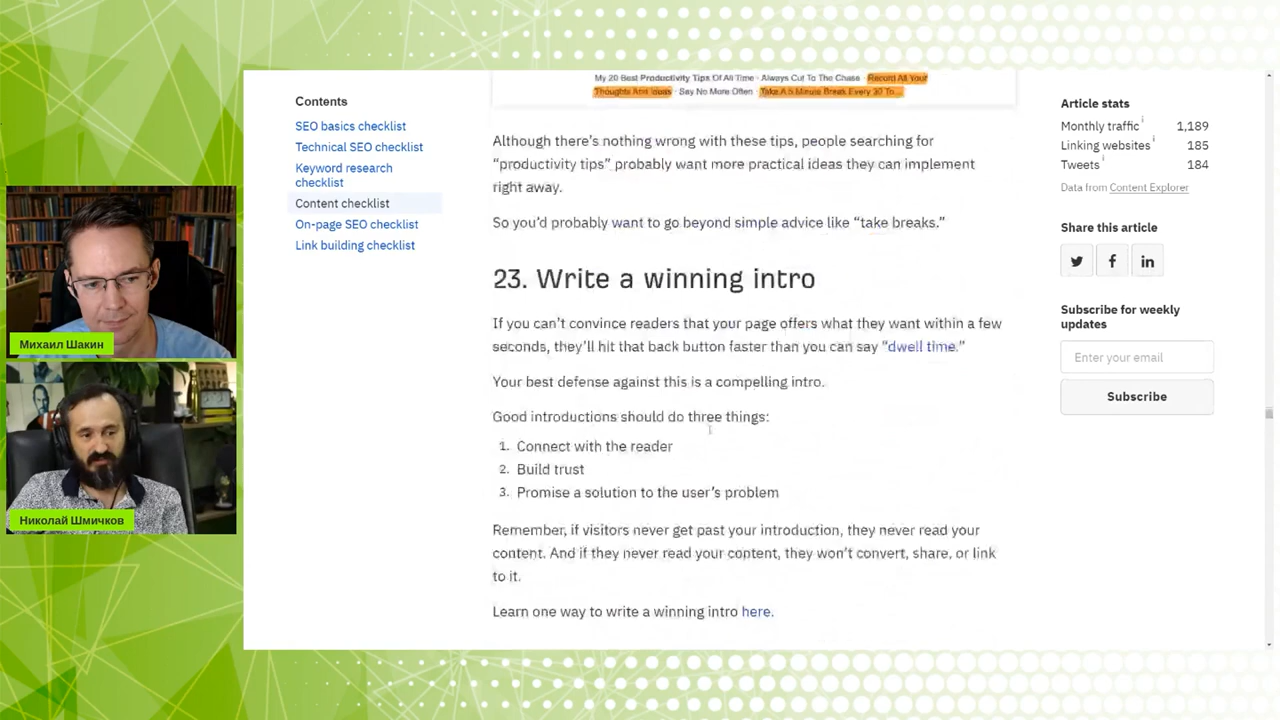 Contents
SEO basics checklist
Technical SEO checklist
Keyword research
checklist
Content checklist
On-page SEO checklist
Link building checklist
Михаил Шакин
Николай Шмичков
My 20 Best Productivity Tips Of All Time · Always Cut To The Chase · Record All Your
Thoughts And Ideas · Say No More Often · Take A 5 Minute Break Every 30 To...
Although there's nothing wrong with these tips, people searching for
“productivity tips” probably want more practical ideas they can implement
right away.
So you'd probably want to go beyond simple advice like “take breaks.”
23. Write a winning intro
If you can't convince readers that your page offers what they want within a few
seconds, they'll hit that back button faster than you can say “dwell time.”
Your best defense against this is a compelling intro.
Good introductions should do three things:
1. Connect with the reader
2. Build trust
3. Promise a solution to the user's problem
Remember, if visitors never get past your introduction, they never read your
content. And if they never read your content, they won't convert, share, or link
to it.
Learn one way to write a winning intro here.
Article stats
Monthly traffic i 1,189
Linking websites i 185
Tweets i 184
Data from Content Explorer
Share this article
Subscribe for weekly
updates
Enter your email
Subscribe